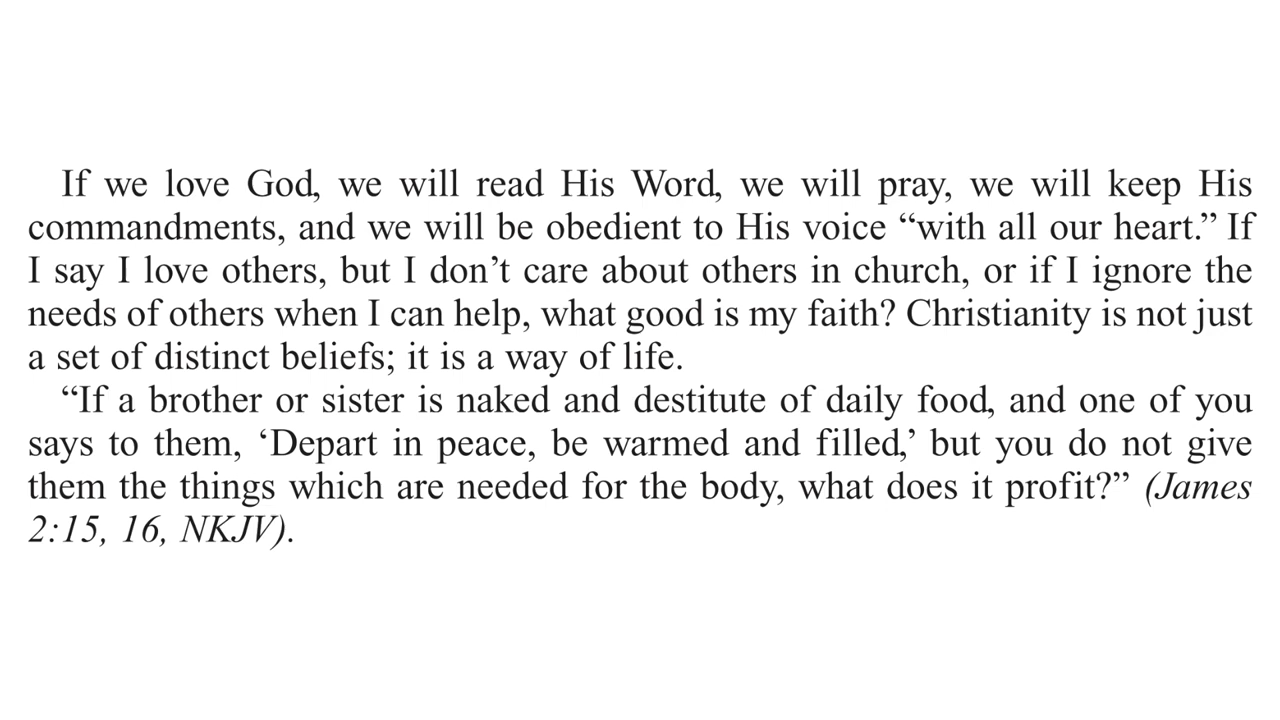 If we love God, we will read His Word, we will pray, we will keep His
commandments, and we will be obedient to His voice “with all our heart.” If
I say I love others, but I don’t care about others in church, or if I ignore the
needs of others when I can help, what good is my faith? Christianity is not just
a set of distinct beliefs; it is a way of life.
“If a brother or sister is naked and destitute of daily food, and one of you
says to them, ‘Depart in peace, be warmed and filled,’ but you do not give
them the things which are needed for the body, what does it profit?” (James
2:15, 16, NKJV).